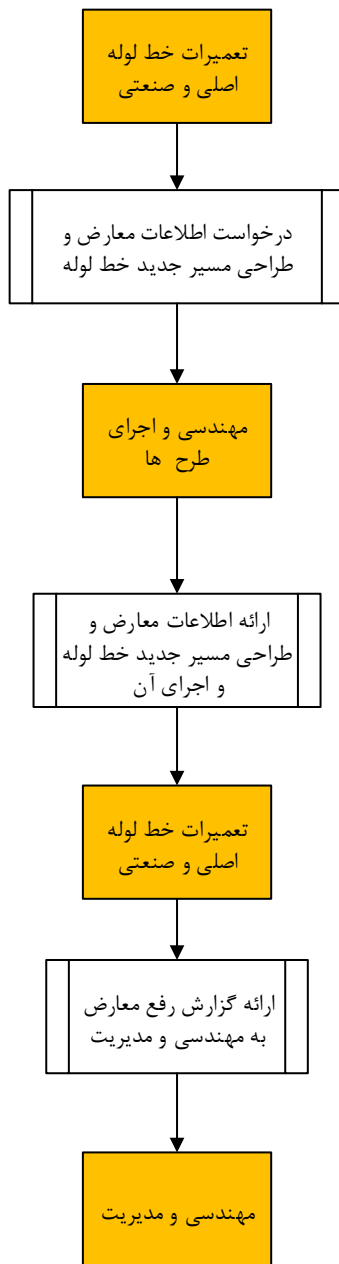 تعمیرات خط لوله
اصلی و صنعتی
درخواست اطلاعات معارض و
طراحی مسیر جدید خط لوله
مهندسی و اجرای
طرح ها
ارائه اطلاعات معارض و
طراحی مسیر جدید خط لوله
و اجرای آن
تعمیرات خط لوله
اصلی و صنعتی
ارائه گزارش رفع معارض
به مهندسی و مدیریت
مهندسی و مدیریت